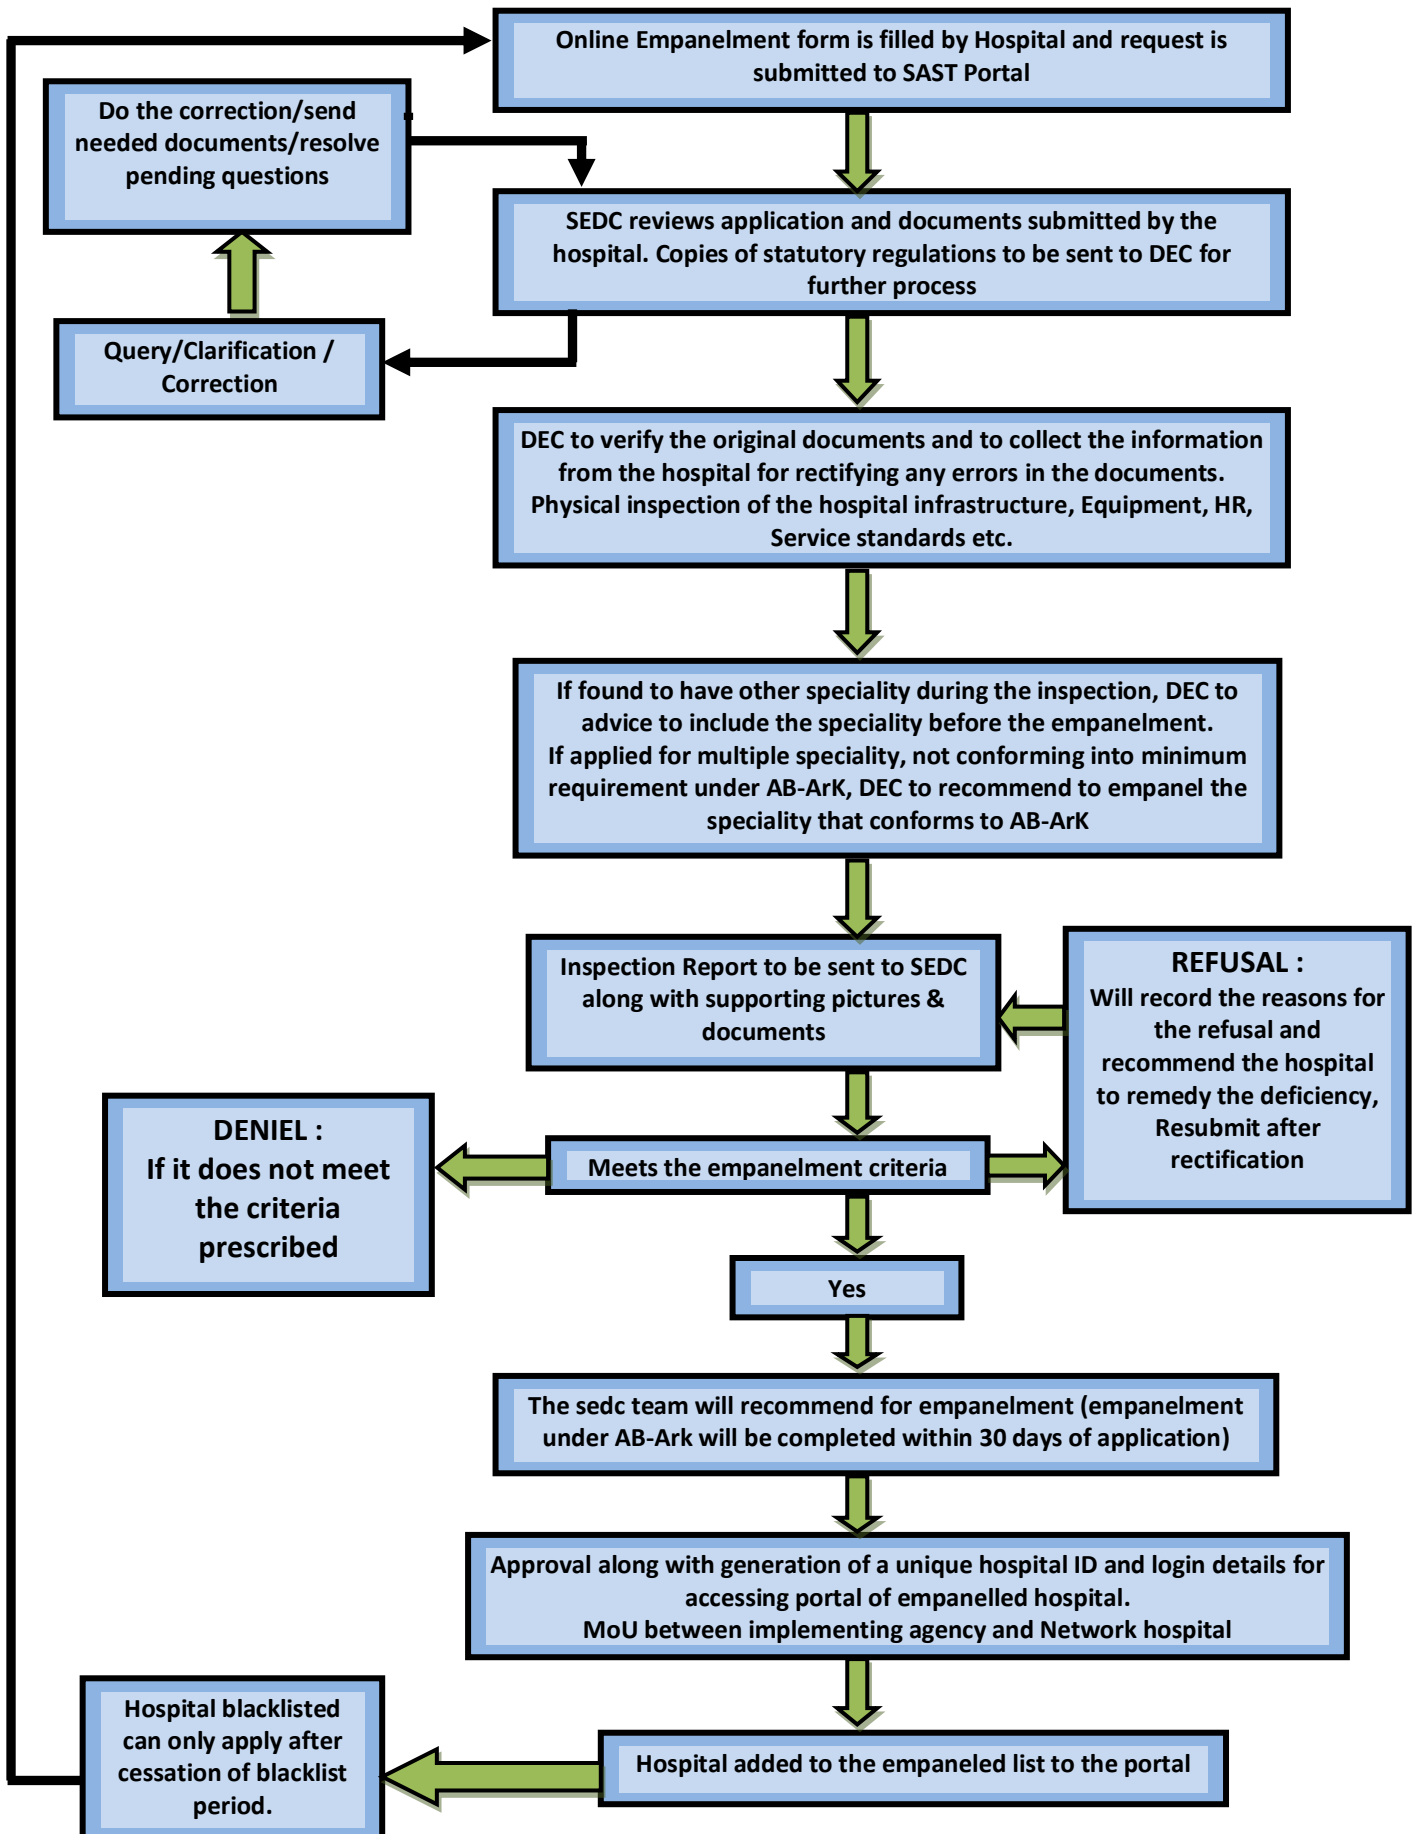 Online Empanelment form is filled by Hospital and request is
submitted to SAST Portal
Do the correction/send
needed documents/resolve
pending questions
SEDC reviews application and documents submitted by the
hospital. Copies of statutory regulations to be sent to DEC for
further process
Query/Clarification /
Correction
DEC to verify the original documents and to collect the information
from the hospital for rectifying any errors in the documents.
Physical inspection of the hospital infrastructure, Equipment, HR,
Service standards etc.
If found to have other speciality during the inspection, DEC to
advice to include the speciality before the empanelment.
If applied for multiple speciality, not conforming into minimum
requirement under AB-ArK, DEC to recommend to empanel the
speciality that conforms to AB-ArK
Inspection Report to be sent to SEDC
along with supporting pictures &
documents
REFUSAL :
Will record the reasons for
the refusal and
recommend the hospital
to remedy the deficiency,
Resubmit after
rectification
DENIEL :
If it does not meet
the criteria
prescribed
Meets the empanelment criteria
Yes
The sedc team will recommend for empanelment (empanelment
under AB-Ark will be completed within 30 days of application)
Approval along with generation of a unique hospital ID and login details for
accessing portal of empanelled hospital.
MoU between implementing agency and Network hospital
Hospital blacklisted
can only apply after
cessation of blacklist
period.
Hospital added to the empaneled list to the portal